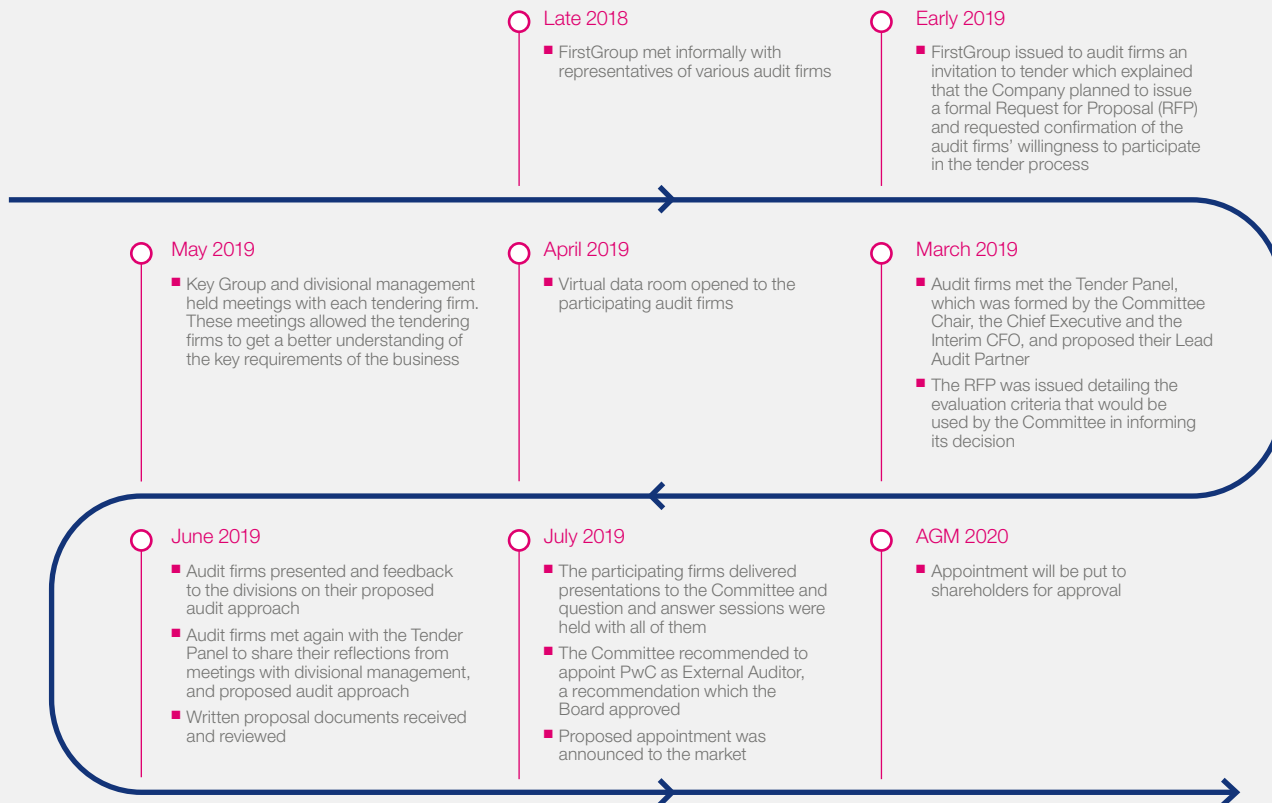 Late 2018
■ FirstGroup met informally with
representatives of various audit firms
Early 2019
■ FirstGroup issued to audit firms an
invitation to tender which explained
that the Company planned to issue
a formal Request for Proposal (RFP)
and requested confirmation of the
audit firms’ willingness to participate
in the tender process
March 2019
■ Audit firms met the Tender Panel,
which was formed by the Committee
Chair, the Chief Executive and the
Interim CFO, and proposed their Lead
Audit Partner
■ The RFP was issued detailing the
evaluation criteria that would be
used by the Committee in informing
its decision
April 2019
■ Virtual data room opened to the
participating audit firms
May 2019
■ Key Group and divisional management
held meetings with each tendering firm.
These meetings allowed the tendering
firms to get a better understanding of
the key requirements of the business
June 2019
■ Audit firms presented and feedback
to the divisions on their proposed
audit approach
■ Audit firms met again with the Tender
Panel to share their reflections from
meetings with divisional management,
and proposed audit approach
■ Written proposal documents received
and reviewed
July 2019
■ The participating firms delivered
presentations to the Committee and
question and answer sessions were
held with all of them
■ The Committee recommended to
appoint PwC as External Auditor,
a recommendation which the
Board approved
■ Proposed appointment was
announced to the market
AGM 2020
■ Appointment will be put to
shareholders for approval